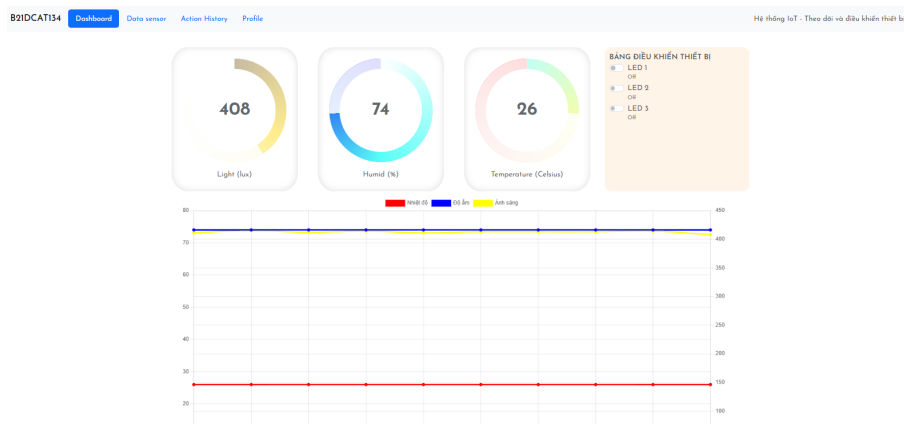 B21DCAT134 Dashboard Data sensor Action History Profile Hệ thống IoT - Theo dõi và điều khiển thiết bị
408
Light (lux)
74
Humid (%)
26
Temperature (Celsius)
BẢNG ĐIỀU KHIỂN THIẾT BỊ
LED 1
Off
LED 2
Off
LED 3
Off
Nhiệt độ Độ ẩm Ánh sáng
80 450
70 400
60 350
50 300
40 250
30 200
20 150
100